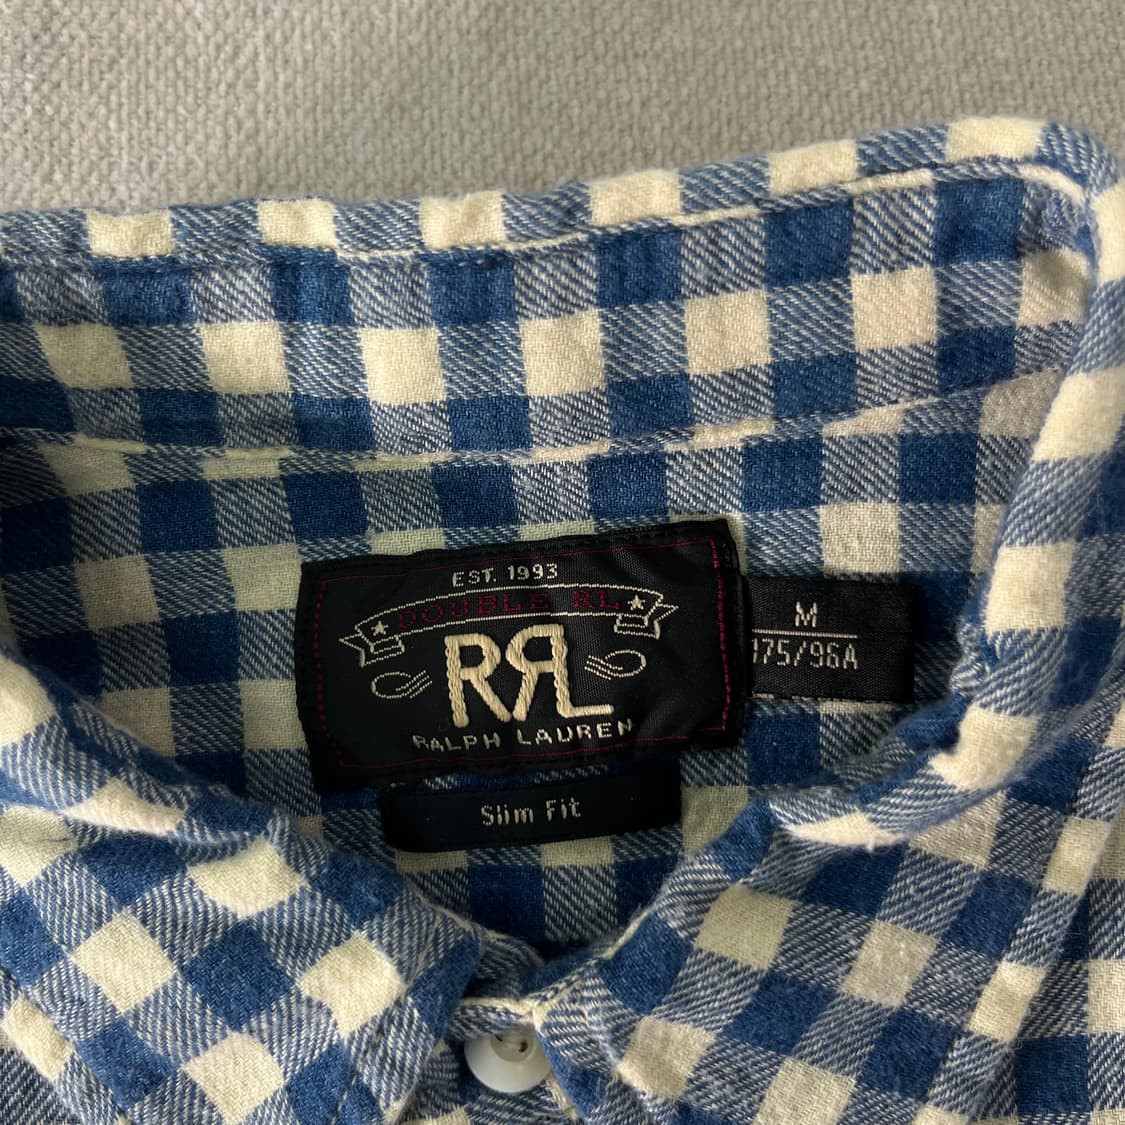 EST. 1993
DOUBLE RL
RRL
RALPH LAUREN
M
175/96A
Slim Fit